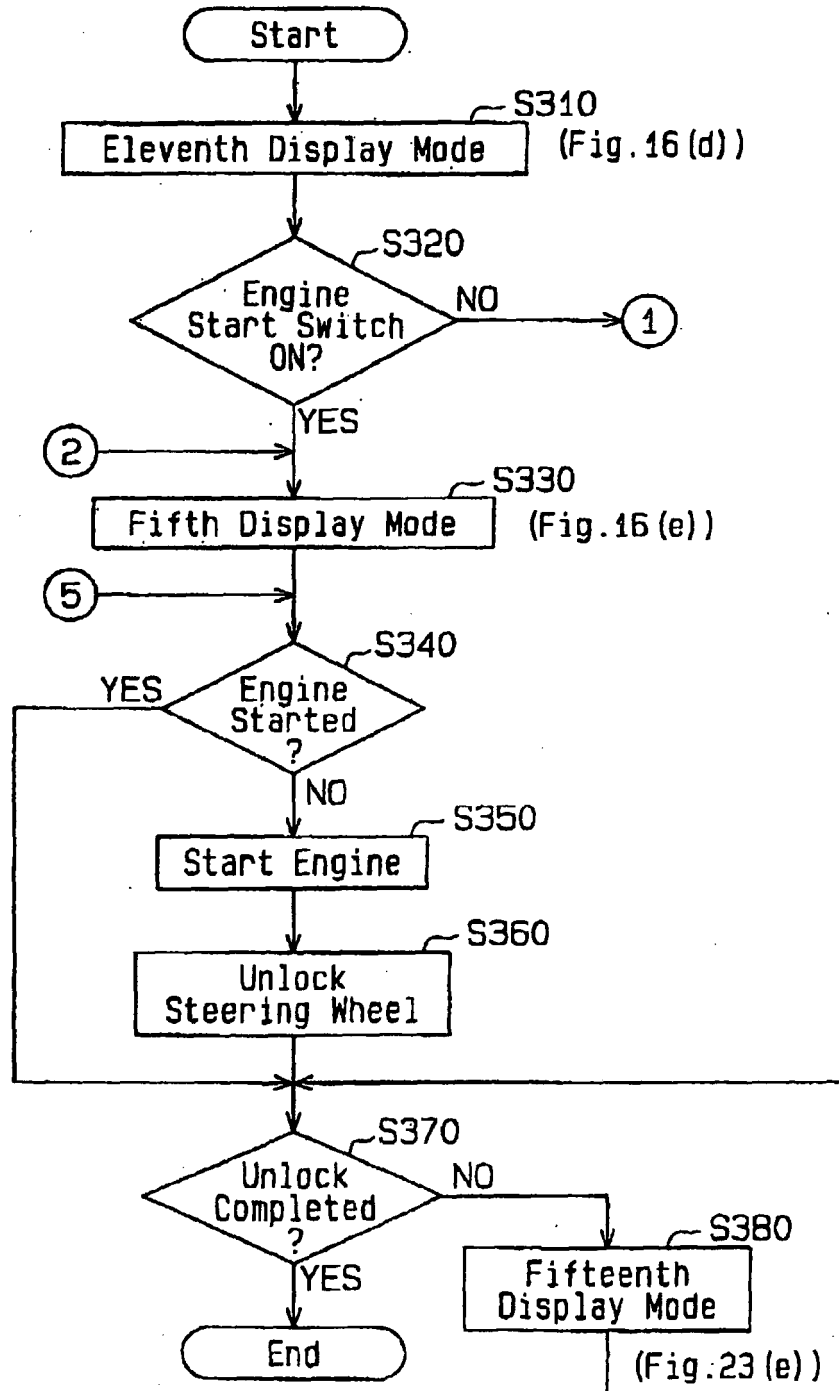 Start
S310
Eleventh Display Mode
(Fig.16(d))
S320
Engine
Start Switch
ON?
NO
1
YES
2
S330
Fifth Display Mode
(Fig.16(e))
5
S340
YES
Engine
Started
?
NO
S350
Start Engine
S360
Unlock
Steering Wheel
S370
Unlock
Completed
?
NO
YES
S380
Fifteenth
Display Mode
End
(Fig.23(e))